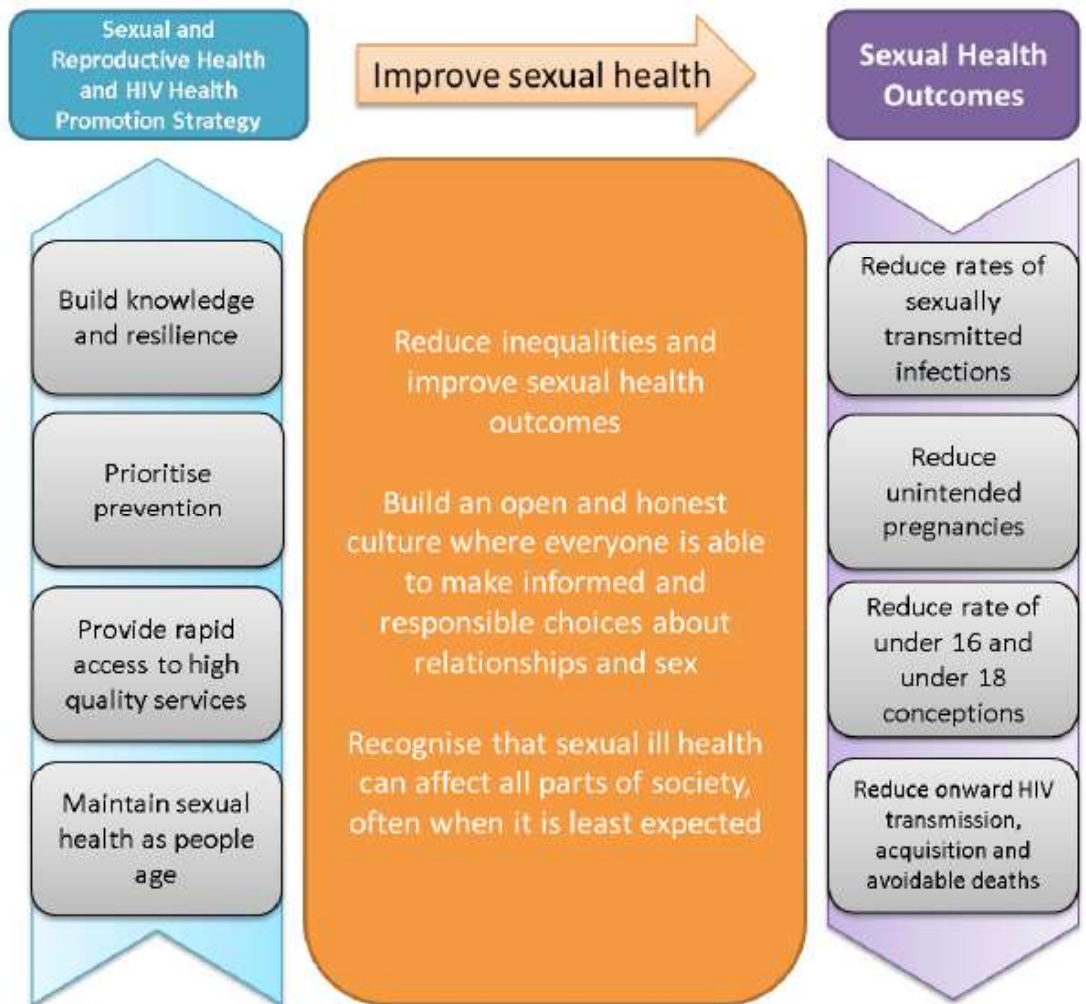 Sexual and
Reproductive Health
and HIV Health
Promotion Strategy
Improve sexual health
Sexual Health
Outcomes
Build knowledge
and resilience
Prioritise
prevention
Provide rapid
access to high
quality services
Maintain sexual
health as people
age
Reduce inequalities and
improve sexual health
outcomes
Build an open and honest
culture where everyone is able
to make informed and
responsible choices about
relationships and sex
Recognise that sexual ill health
can affect all parts of society,
often when it is least expected
Reduce rates of
sexually
transmitted
infections
Reduce
unintended
pregnancies
Reduce rate of
under 16 and
under 18
conceptions
Reduce onward HIV
transmission,
acquisition and
avoidable deaths